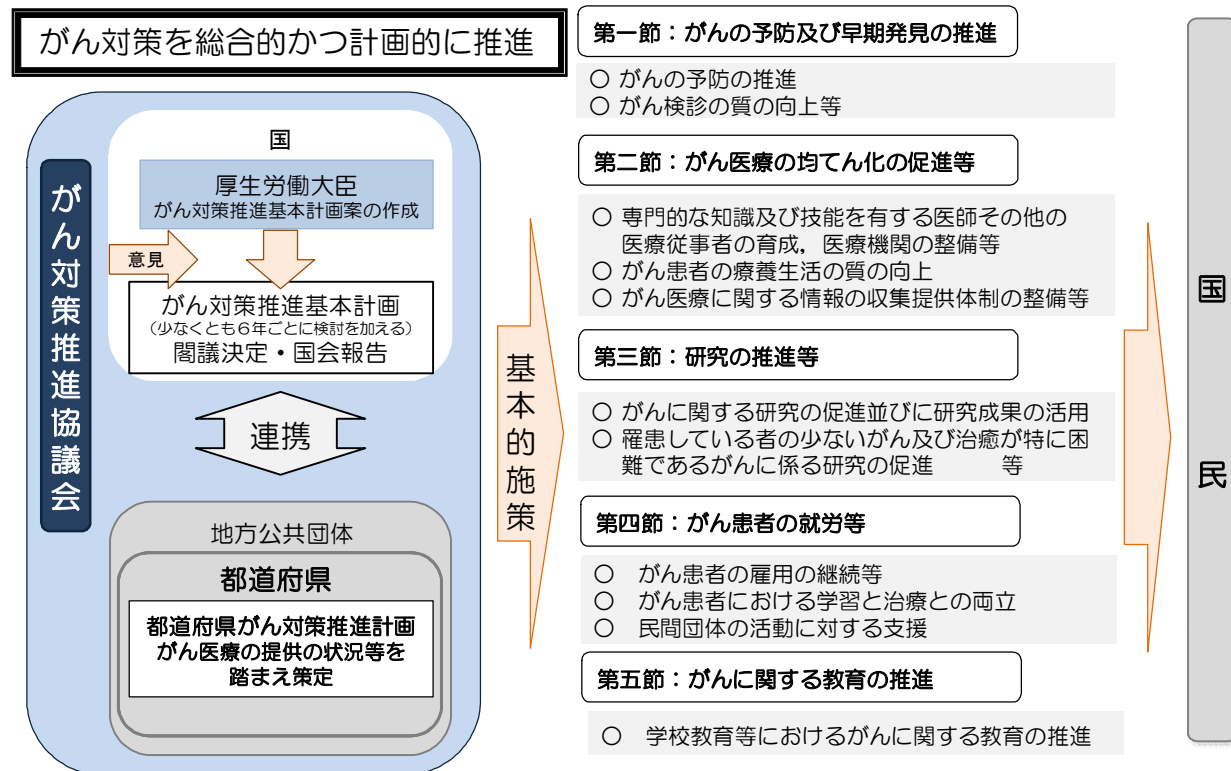 がん対策を総合的かつ計画的に推進
がん対策推進協議会
国
厚生労働大臣
がん対策推進基本計画案の作成
意見
がん対策推進基本計画
（少なくとも６年ごとに検討を加える）
閣議決定・国会報告
連携
地方公共団体
都道府県
都道府県がん対策推進計画
がん医療の提供の状況等を
踏まえ策定
基本的施策
第一節：がんの予防及び早期発見の推進
○ がんの予防の推進
○ がん検診の質の向上等
第二節：がん医療の均てん化の促進等
○ 専門的な知識及び技能を有する医師その他の
医療従事者の育成，医療機関の整備等
○ がん患者の療養生活の質の向上
○ がん医療に関する情報の収集提供体制の整備等
第三節：研究の推進等
○ がんに関する研究の促進並びに研究成果の活用
○ 罹患している者の少ないがん及び治癒が特に困
難であるがんに係る研究の促進　　　等
第四節：がん患者の就労等
○　がん患者の雇用の継続等
○　がん患者における学習と治療との両立
○　民間団体の活動に対する支援
第五節：がんに関する教育の推進
○　学校教育等におけるがんに関する教育の推進
国民